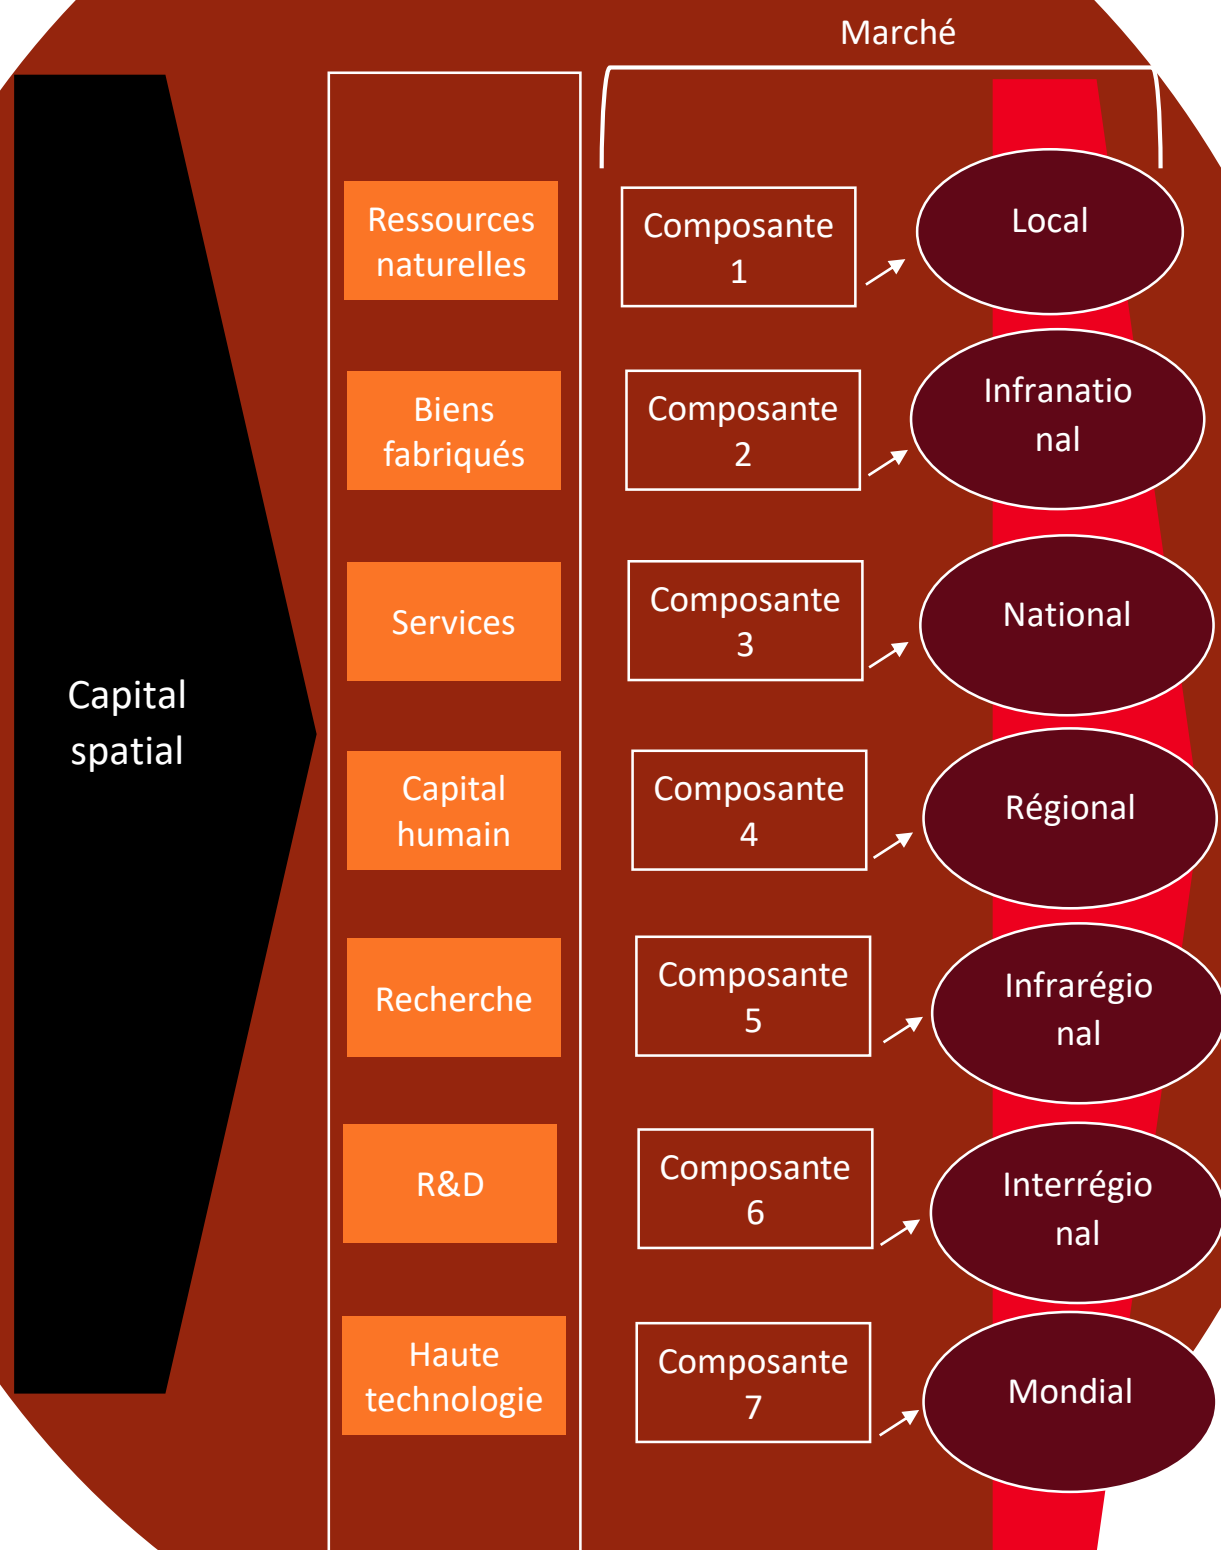 Marché
Capital
spatial
Ressources
naturelles
Composante
1
Local
Biens
fabriqués
Composante
2
Infranatio
nal
Services
Composante
3
National
Capital
humain
Composante
4
Régional
Recherche
Composante
5
Infrarégio
nal
R&D
Composante
6
Interrégio
nal
Haute
technologie
Composante
7
Mondial